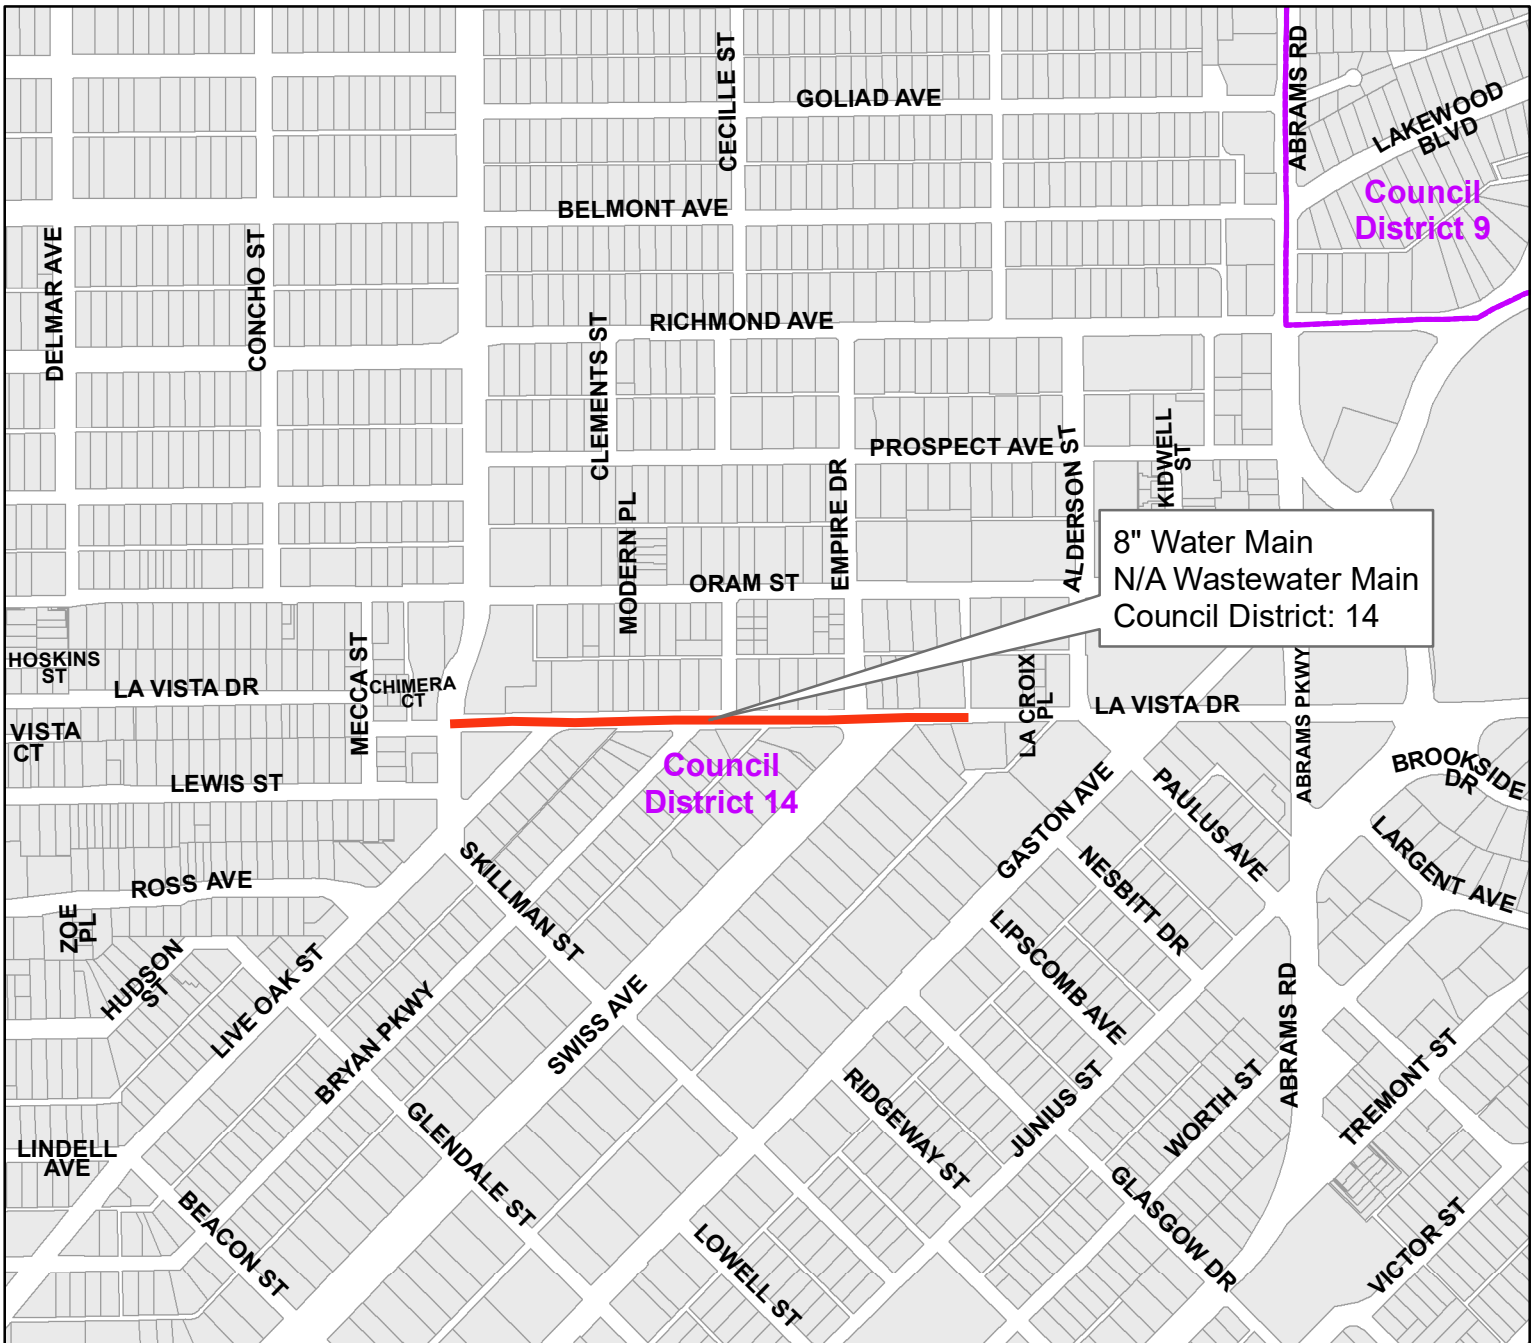 CECILLE ST
ABRAMS RD
GOLIAD AVE
LAKEWOOD
BLVD
Council
District 9
BELMONT AVE
DELMAR AVE
CONCHO ST
RICHMOND AVE
CLEMENTS ST
PROSPECT AVE
ALDERSON ST
KIDWELL
ST
EMPIRE DR
MODERN PL
8" Water Main
N/A Wastewater Main
Council District: 14
ORAM ST
HOSKINS
ST
MECCA ST
LA VISTA DR
CHIMERA
CT
LA CROIX
PL
ABRAMS PKWY
LA VISTA DR
VISTA
CT
LEWIS ST
Council
District 14
BROOKSIDE
DR
GASTON AVE
PAULUS AVE
LARGENT AVE
SKILLMAN ST
NESBITT DR
ROSS AVE
ZOE
PL
HUDSON
ST
LIVE OAK ST
LIPSCOMB AVE
BRYAN PKWY
SWISS AVE
ABRAMS RD
TREMONT ST
RIDGEWAY ST
JUNIUS ST
WORTH ST
GLENDALE ST
LINDELL
AVE
BEACON ST
GLASGOW DR
LOWELL ST
VICTOR ST